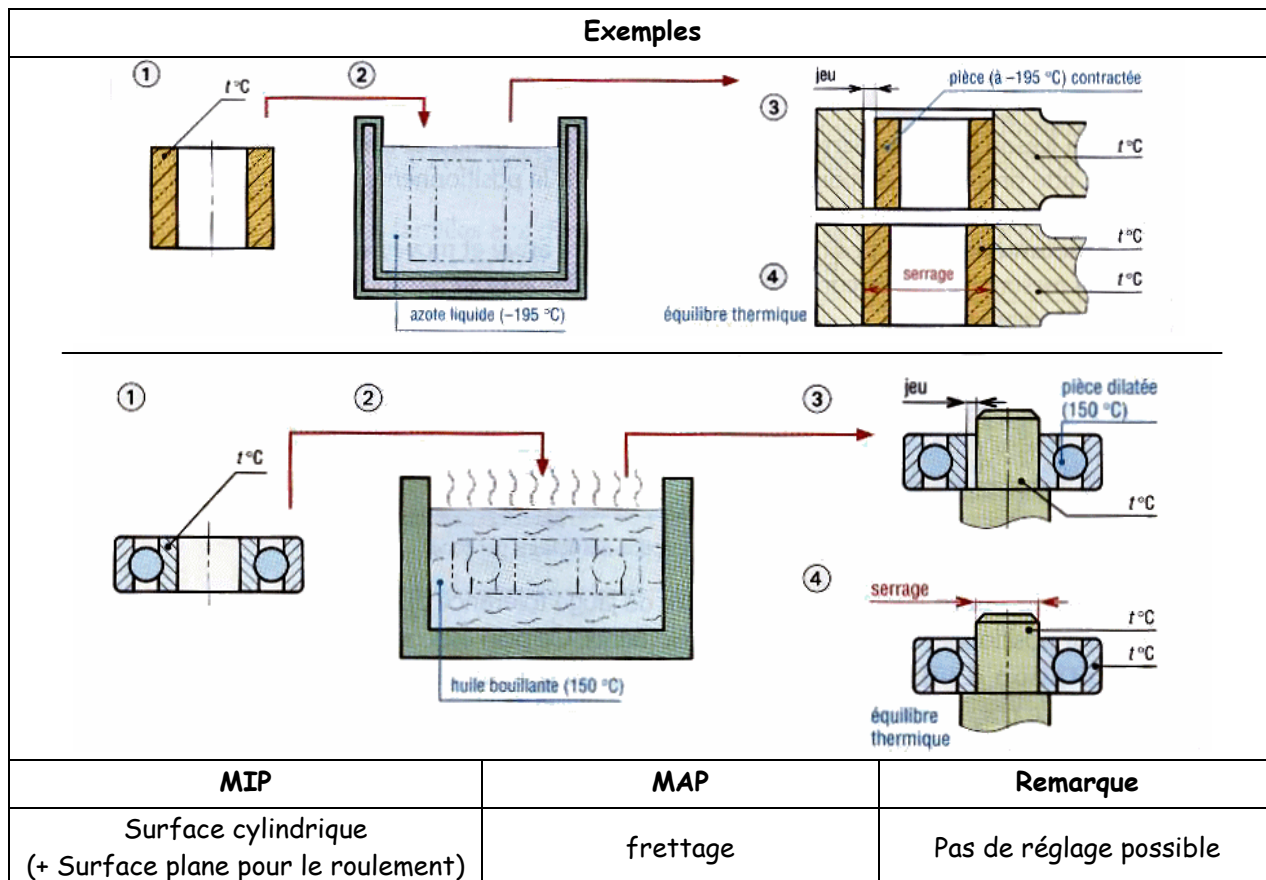 Exemples
1
t °C
2
azote liquide (–195 °C)
jeu
pièce (à –195 °C) contractée
3
t °C
t °C
4
serrage
t °C
équilibre thermique
1
t °C
2
huile bouillante (150 °C)
3
jeu
pièce dilatée
(150 °C)
t °C
4
serrage
t °C
t °C
équilibre
thermique
MIP
MAP
Remarque
Surface cylindrique
(+ Surface plane pour le roulement)
frettage
Pas de réglage possible